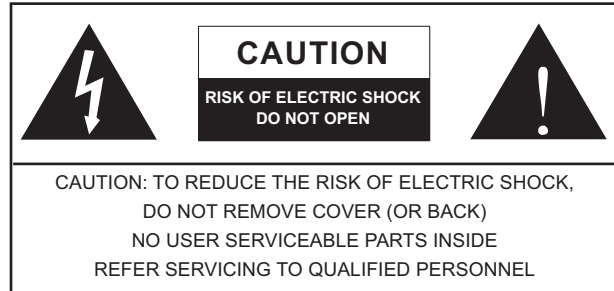 CAUTION
RISK OF ELECTRIC SHOCK
DO NOT OPEN
!
CAUTION: TO REDUCE THE RISK OF ELECTRIC SHOCK,
DO NOT REMOVE COVER (OR BACK)
NO USER SERVICEABLE PARTS INSIDE
REFER SERVICING TO QUALIFIED PERSONNEL